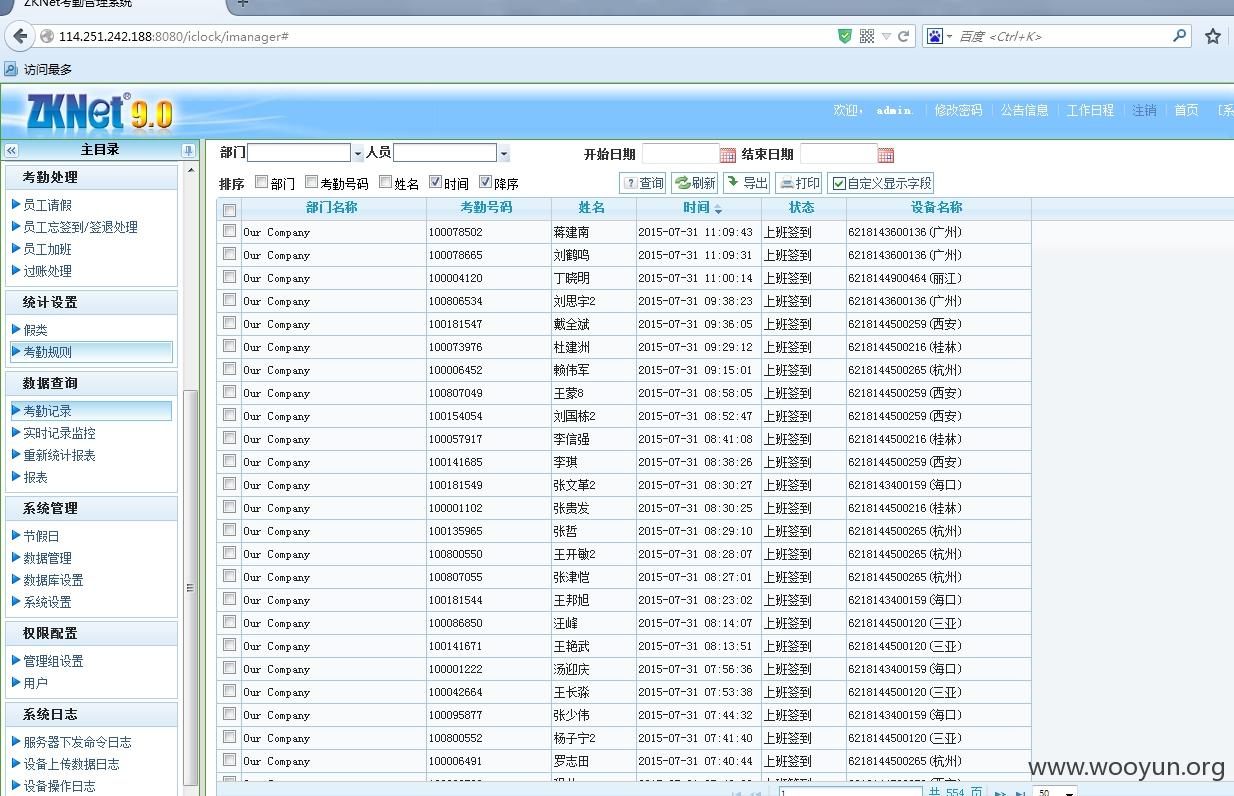 ZKNet考勤管理系统
114.251.242.188:8080/iclock/imanager#
百度 <Ctrl+K>
访问最多
ZKNet® 9.0
欢迎， admin. 修改密码 公告信息 工作日程 注销 首页 [系
主目录
考勤处理
员工请假
员工忘签到/签退处理
员工加班
过账处理
统计设置
假类
考勤规则
数据查询
考勤记录
实时记录监控
重新统计报表
报表
系统管理
节假日
数据管理
数据库设置
系统设置
权限配置
管理组设置
用户
系统日志
服务器下发命令日志
设备上传数据日志
设备操作日志
部门 人员 开始日期 结束日期
排序 部门 考勤号码 姓名 时间 降序 查询 刷新 导出 打印 自定义显示字段
部门名称 考勤号码 姓名 时间 状态 设备名称
Our Company 100078502 蒋建南 2015-07-31 11:09:43 上班签到 6218143600136(广州)
Our Company 100078665 刘鹤鸣 2015-07-31 11:09:31 上班签到 6218143600136(广州)
Our Company 100004120 丁晓明 2015-07-31 11:00:14 上班签到 6218144900464(丽江)
Our Company 100806534 刘思宇2 2015-07-31 09:38:23 上班签到 6218143600136(广州)
Our Company 100181547 戴全斌 2015-07-31 09:36:05 上班签到 6218144500259(西安)
Our Company 100073976 杜建洲 2015-07-31 09:29:12 上班签到 6218144500216(桂林)
Our Company 100006452 赖伟军 2015-07-31 09:15:01 上班签到 6218144500265(杭州)
Our Company 100807049 王蒙8 2015-07-31 08:58:05 上班签到 6218144500259(西安)
Our Company 100154054 刘国栋2 2015-07-31 08:52:47 上班签到 6218144500259(西安)
Our Company 100057917 李信强 2015-07-31 08:41:08 上班签到 6218144500216(桂林)
Our Company 100141685 李琪 2015-07-31 08:38:26 上班签到 6218144500259(西安)
Our Company 100181549 张文革2 2015-07-31 08:30:27 上班签到 6218143400159(海口)
Our Company 100001102 张贵发 2015-07-31 08:30:25 上班签到 6218144500216(桂林)
Our Company 100135965 张哲 2015-07-31 08:29:10 上班签到 6218144500265(杭州)
Our Company 100800550 王开敏2 2015-07-31 08:28:07 上班签到 6218144500265(杭州)
Our Company 100807055 张津恺 2015-07-31 08:27:01 上班签到 6218144500265(杭州)
Our Company 100181544 王邦旭 2015-07-31 08:23:02 上班签到 6218143400159(海口)
Our Company 100086850 汪峰 2015-07-31 08:14:07 上班签到 6218144500120(三亚)
Our Company 100141671 王艳武 2015-07-31 08:13:51 上班签到 6218144500120(三亚)
Our Company 100001222 汤迎庆 2015-07-31 07:56:36 上班签到 6218143400159(海口)
Our Company 100042664 王长淼 2015-07-31 07:53:38 上班签到 6218144500120(三亚)
Our Company 100095877 张少伟 2015-07-31 07:44:32 上班签到 6218143400159(海口)
Our Company 100800552 杨子宁2 2015-07-31 07:41:40 上班签到 6218144500120(三亚)
Our Company 100006491 罗志田 2015-07-31 07:40:44 上班签到 6218143400159(海口)
1 共 554 页 50
www.wooyun.org